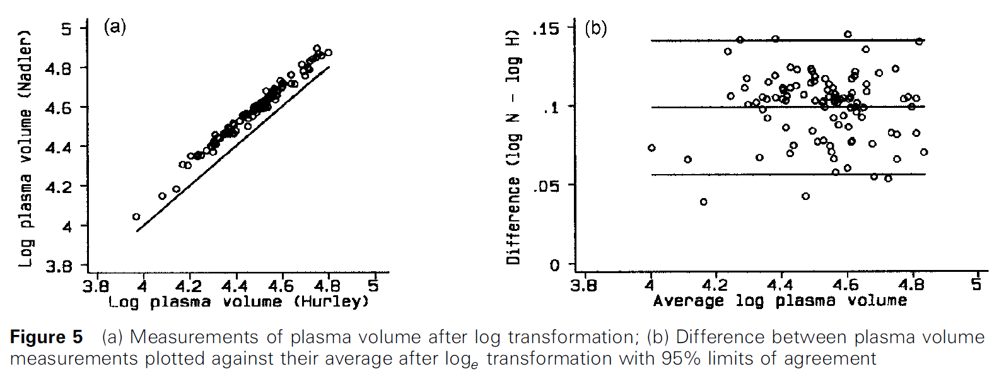 (a)
Log plasma volume (Nadler)
5
4.8
4.6
4.4
4.2
4
3.8
3.8 4 4.2 4.4 4.6 4.8 5
Log plasma volume (Hurley)
(b)
Difference (log N - log H)
.15
.1
.05
0
3.8 4 4.2 4.4 4.6 4.8 5
Average log plasma volume
Figure 5 (a) Measurements of plasma volume after log transformation; (b) Difference between plasma volume
measurements plotted against their average after logₑ transformation with 95% limits of agreement